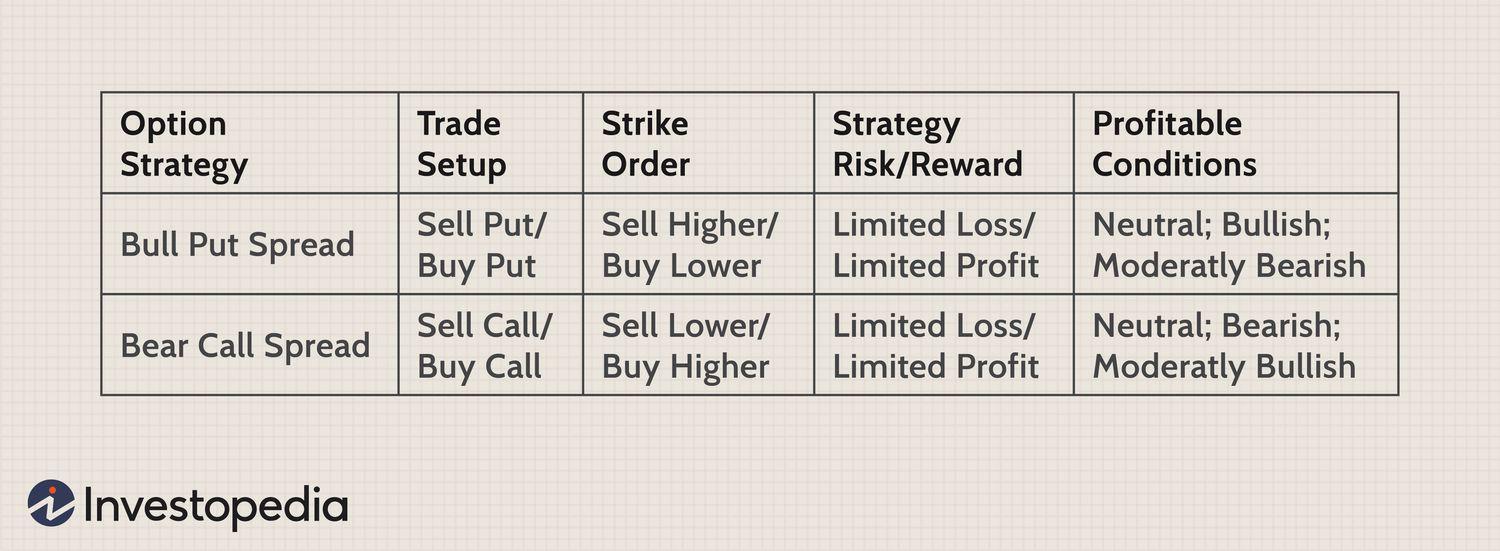 Option
Strategy
Trade
Setup
Strike
Order
Strategy
Risk/Reward
Profitable
Conditions
Bull Put Spread
Sell Put/
Buy Put
Sell Higher/
Buy Lower
Limited Loss/
Limited Profit
Neutral; Bullish;
Moderatly Bearish
Bear Call Spread
Sell Call/
Buy Call
Sell Lower/
Buy Higher
Limited Loss/
Limited Profit
Neutral; Bearish;
Moderatly Bullish
Investopedia